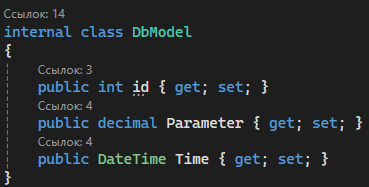 Ссылок: 14
internal class DbModel
{
Ссылок: 3
public int id { get; set; }
Ссылок: 4
public decimal Parameter { get; set; }
Ссылок: 4
public DateTime Time { get; set; }
}